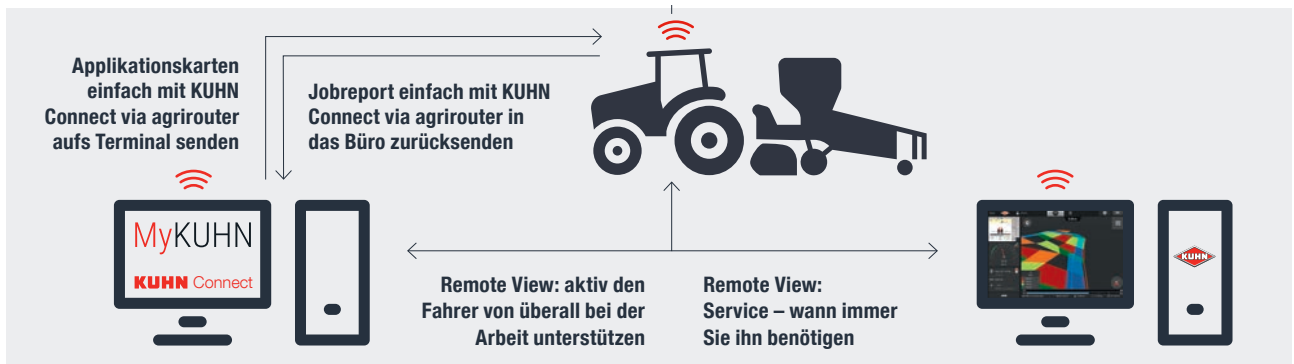 Applikationskarten
einfach mit KUHN
Connect via agrirouter
aufs Terminal senden
Jobreport einfach mit KUHN
Connect via agrirouter in
das Büro zurücksenden
MyKUHN
KUHN Connect
Remote View: aktiv den
Fahrer von überall bei der
Arbeit unterstützen
Remote View:
Service – wann immer
Sie ihn benötigen
KUHN